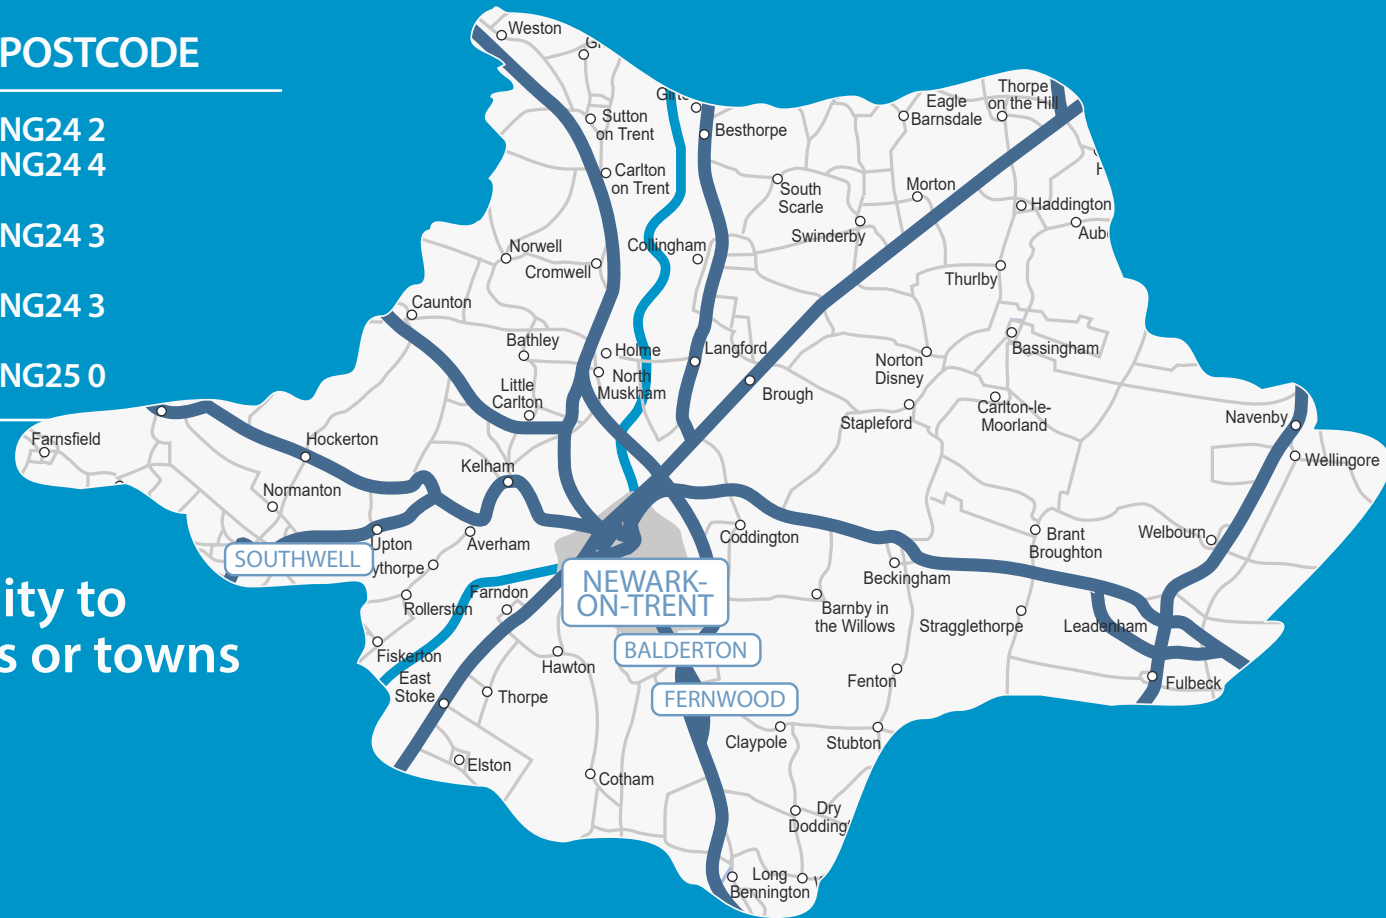 POSTCODE
NG24 2
NG24 4
NG24 3
NG24 3
NG25 0
ity to
s or towns
Weston
Sutton
on Trent
Carlton
on Trent
Besthorpe
Eagle
Barnsdale
Thorpe
on the Hill
South
Scarle
Morton
Haddington
Swinderby
Aub
Norwell
Cromwell
Collingham
Thurlby
Caunton
Bathley
Holme
Langford
Bassingham
Little
Carlton
North
Muskham
Brough
Norton
Disney
Stapleford
Carlton-le-
Moorland
Navenby
Wellingore
Farnsfield
Hockerton
Kelham
Normanton
Upton
Averham
Coddington
Brant
Broughton
Welbourn
SOUTHWELL
ythorpe
Rollerston
Farndon
NEWARK-
ON-TRENT
Beckingham
Barnby in
the Willows
Stragglethorpe
Leadenham
Fiskerton
East
Stoke
Hawton
BALDERTON
Thorpe
FERNWOOD
Fenton
Fulbeck
Claypole
Stubton
Elston
Cotham
Dry
Dodding
Long
Bennington